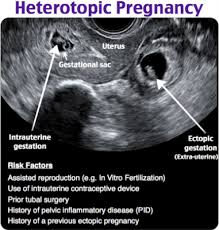 Heterotopic Pregnancy
Uterus
Gestational sac
Intrauterine
gestation
Ectopic
gestation
(Extra-uterine)
Risk Factors
Assisted reproduction (e.g. In Vitro Fertilization)
Use of intrauterine contraceptive device
Prior tubal surgery
History of pelvic inflammatory disease (PID)
History of a previous ectopic pregnancy